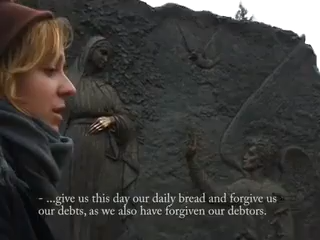 - ...give us this day our daily bread and forgive us
our debts, as we also have forgiven our debtors.